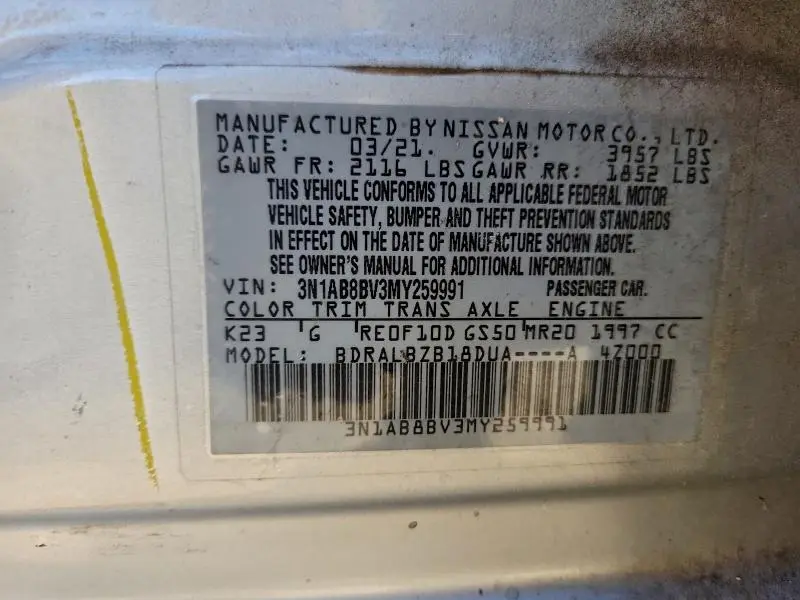 MANUFACTURED BY NISSAN MOTOR CO., LTD.
DATE: 03/21. GVWR: 3957 LBS
GAWR FR: 2116 LBS GAWR RR: 1852 LBS
THIS VEHICLE CONFORMS TO ALL APPLICABLE FEDERAL MOTOR
VEHICLE SAFETY, BUMPER AND THEFT PREVENTION STANDARDS
IN EFFECT ON THE DATE OF MANUFACTURE SHOWN ABOVE.
SEE OWNER'S MANUAL FOR ADDITIONAL INFORMATION.
VIN: 3N1AB8BV3MY259991 PASSENGER CAR.
COLOR TRIM TRANS AXLE ENGINE
K23 G RE0F10D GS50 MR20 1997 CC
MODEL: BDRALBZB18DUA----A 4Z000
3N1AB8BV3MY259991